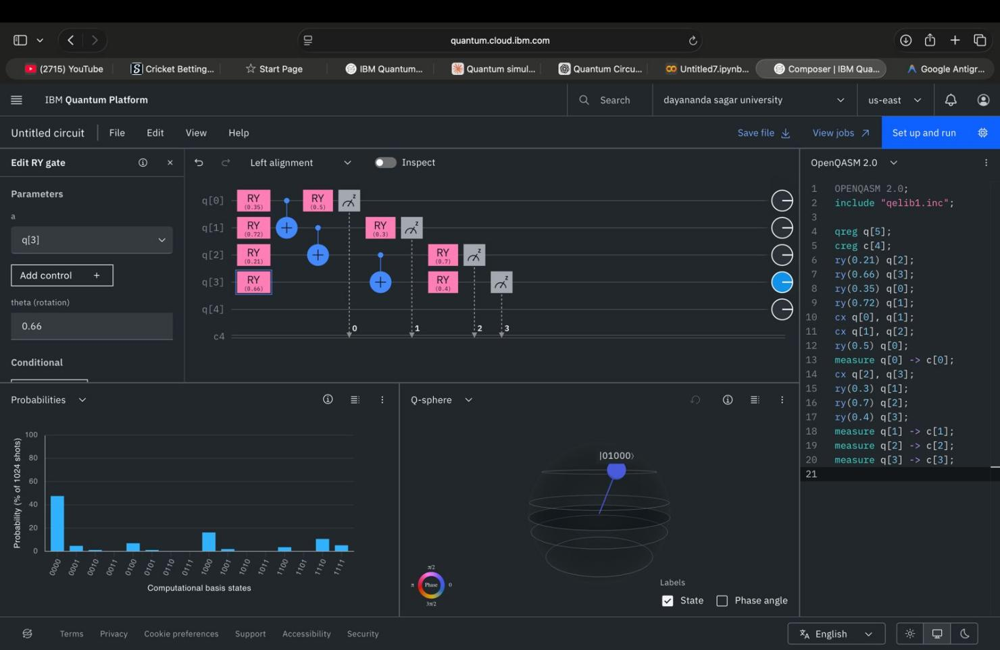 quantum.cloud.ibm.com
(2715) YouTube
Cricket Betting...
Start Page
IBM Quantum...
Quantum simul...
Quantum Circu...
Untitled7.ipynb...
Composer | IBM Qua...
Google Antigr...
IBM Quantum Platform
Search
dayananda sagar university
us-east
Untitled circuit
File
Edit
View
Help
Save file
View jobs
Set up and run
Edit RY gate
Parameters
a
q[3]
Add control +
theta (rotation)
0.66
Conditional
Left alignment
Inspect
q[0] RY (0.35) RY (0.5) z
q[1] RY (0.72) RY (0.3) z
q[2] RY (0.21) RY (0.7) z
q[3] RY (0.66) RY (0.4) z
q[4]
0 1 2 3
c4
OpenQASM 2.0
1 OPENQASM 2.0;
2 include "qelib1.inc";
3
4 qreg q[5];
5 creg c[4];
6 ry(0.21) q[2];
7 ry(0.66) q[3];
8 ry(0.35) q[0];
9 ry(0.72) q[1];
10 cx q[0], q[1];
11 cx q[1], q[2];
12 ry(0.5) q[0];
13 measure q[0] -> c[0];
14 cx q[2], q[3];
15 ry(0.3) q[1];
16 ry(0.7) q[2];
17 ry(0.4) q[3];
18 measure q[1] -> c[1];
19 measure q[2] -> c[2];
20 measure q[3] -> c[3];
21
Probabilities
Probability (% of 1024 shots)
100
80
60
40
20
0
0000 0001 0010 0011 0100 0101 0110 0111 1000 1001 1010 1011 1100 1101 1110 1111
Computational basis states
Q-sphere
|01000⟩
π/2
π Phase 0
3π/2
Labels
State
Phase angle
Terms
Privacy
Cookie preferences
Support
Accessibility
Security
English